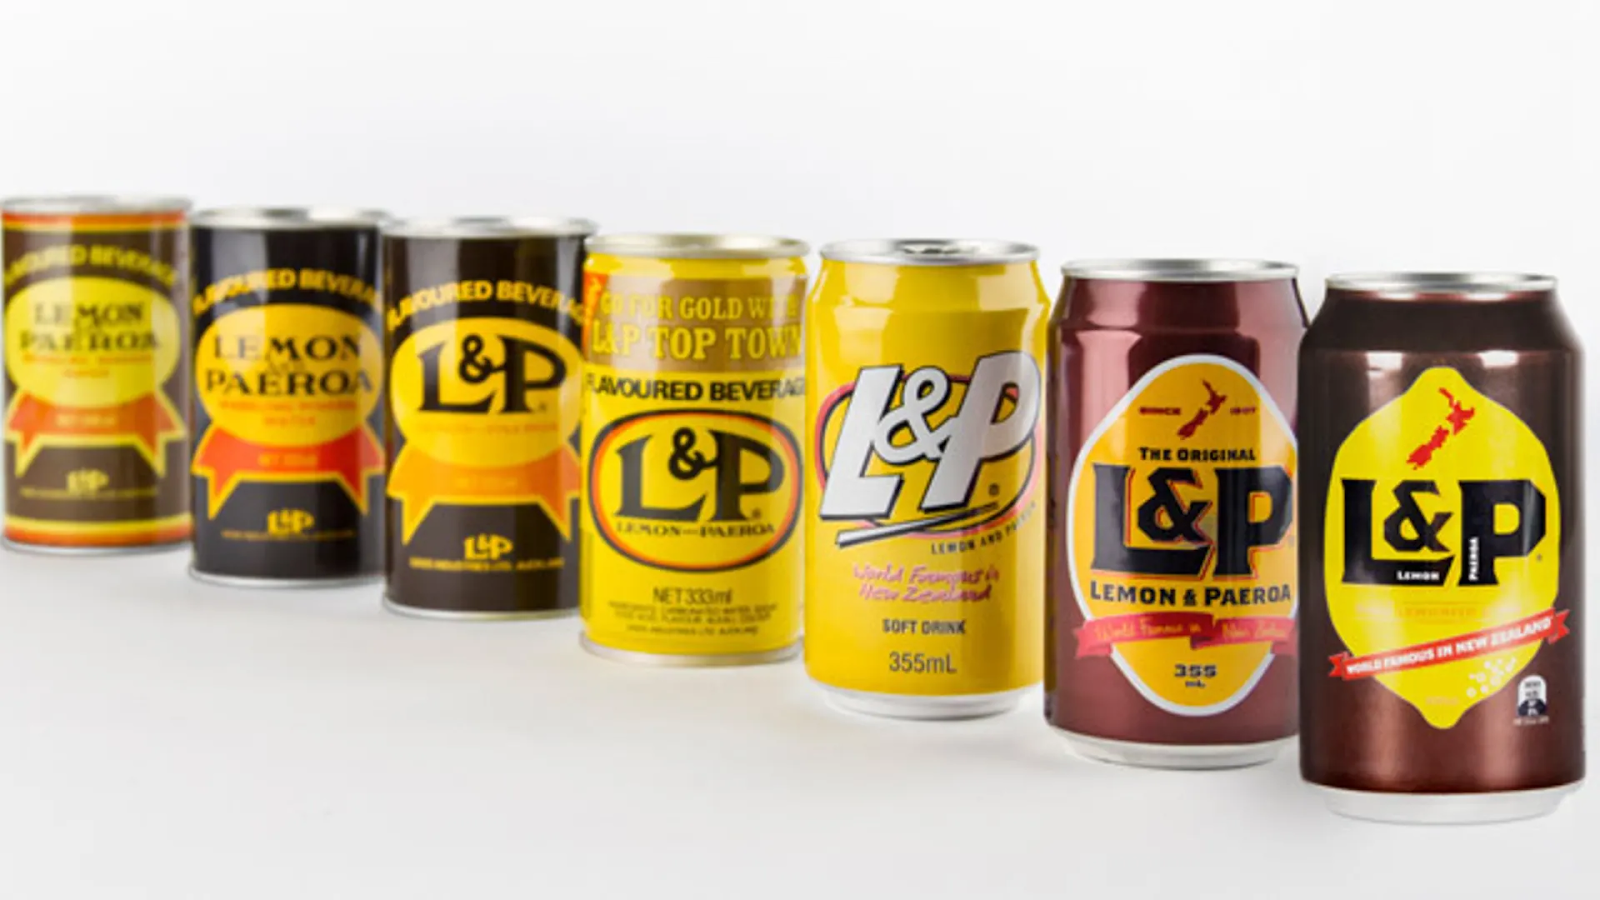 FLAVOURED BEVERAGE
LEMON
PAEROA
L&P
FLAVOURED BEVERAGE
LEMON
AND
PAEROA
L&P
FLAVOURED BEVERAGE
L&P
L&P
GO FOR GOLD WITH
L&P TOP TOWN
FLAVOURED BEVERAGE
L&P
LEMON AND PAEROA
NET 333ml
L&P
LEMON AND PAEROA
World Famous in
New Zealand
SOFT DRINK
355mL
SINCE 1907
THE ORIGINAL
L&P
LEMON & PAEROA
World Famous in New Zealand
355
mL
L&P
LEMON
PAEROA
WORLD FAMOUS IN NEW ZEALAND